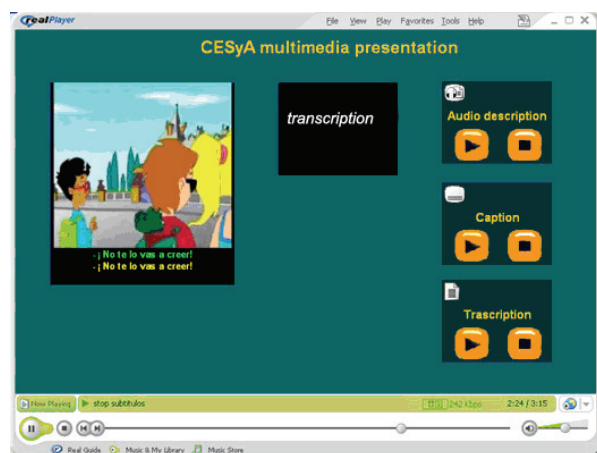 RealPlayer
File View Play Favorites Tools Help
CESyA multimedia presentation
transcription
Audio description
- ¡ No te lo vas a creer!
- ¡ No te lo vas a creer!
Caption
Trascription
Now Playing stop subtitulos 242 kbps 2:24 / 3:15
Real Guide Music & My Library Music Store